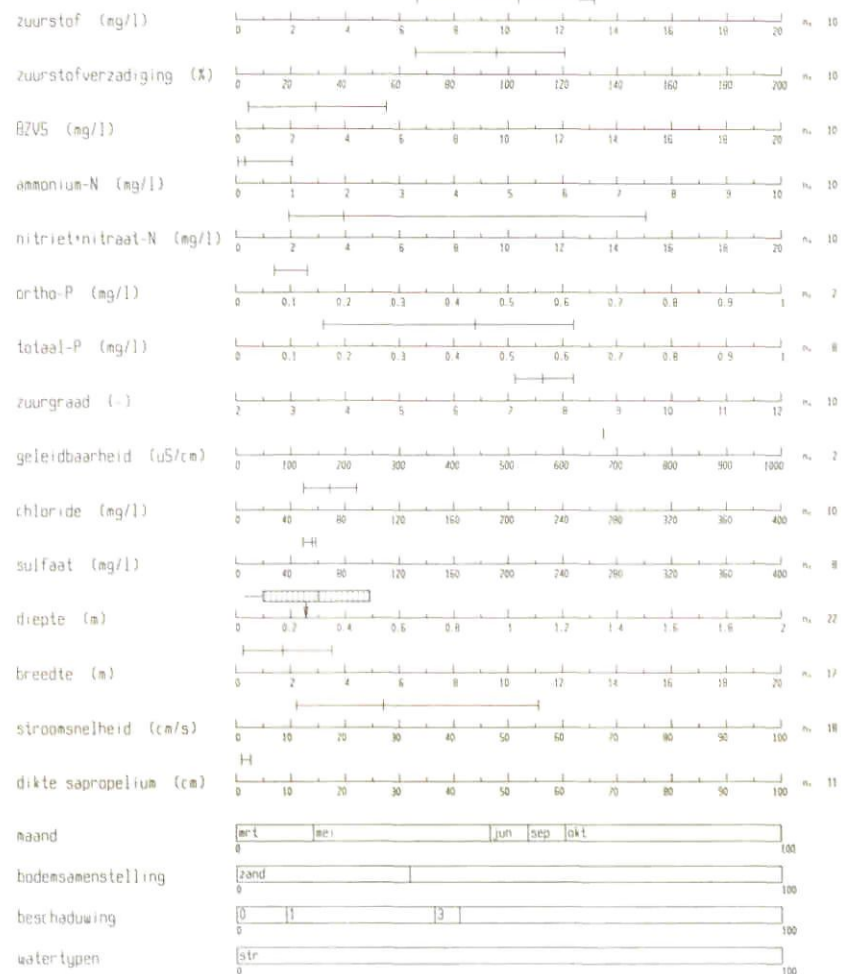 zuurstof (mg/l) 0 2 4 6 8 10 12 14 16 18 20 n= 10
zuurstofverzadiging (%) 0 20 40 60 80 100 120 140 160 180 200 n= 10
BZV5 (mg/l) 0 2 4 6 8 10 12 14 16 18 20 n= 10
ammonium-N (mg/l) 0 1 2 3 4 5 6 7 8 9 10 n= 10
nitriet+nitraat-N (mg/l) 0 2 4 6 8 10 12 14 16 18 20 n= 10
ortho-P (mg/l) 0 0.1 0.2 0.3 0.4 0.5 0.6 0.7 0.8 0.9 1 n= 2
totaal-P (mg/l) 0 0.1 0.2 0.3 0.4 0.5 0.6 0.7 0.8 0.9 1 n= 8
zuurgraad (-) 2 3 4 5 6 7 8 9 10 11 12 n= 10
geleidbaarheid (uS/cm) 0 100 200 300 400 500 600 700 800 900 1000 n= 2
chloride (mg/l) 0 40 80 120 160 200 240 280 320 360 400 n= 10
sulfaat (mg/l) 0 40 80 120 160 200 240 280 320 360 400 n= 8
diepte (m) 0 0.2 0.4 0.6 0.8 1 1.2 1.4 1.6 1.8 2 n= 22
breedte (m) 0 2 4 6 8 10 12 14 16 18 20 n= 17
stroomsnelheid (cm/s) 0 10 20 30 40 50 60 70 80 90 100 n= 18
dikte sapropelium (cm) 0 10 20 30 40 50 60 70 80 90 100 n= 11
maand mrt mei jun sep okt
0 100
bodemsamenstelling zand
0 100
beschaduwing 0 1 3
0 100
watertypen str
0 100